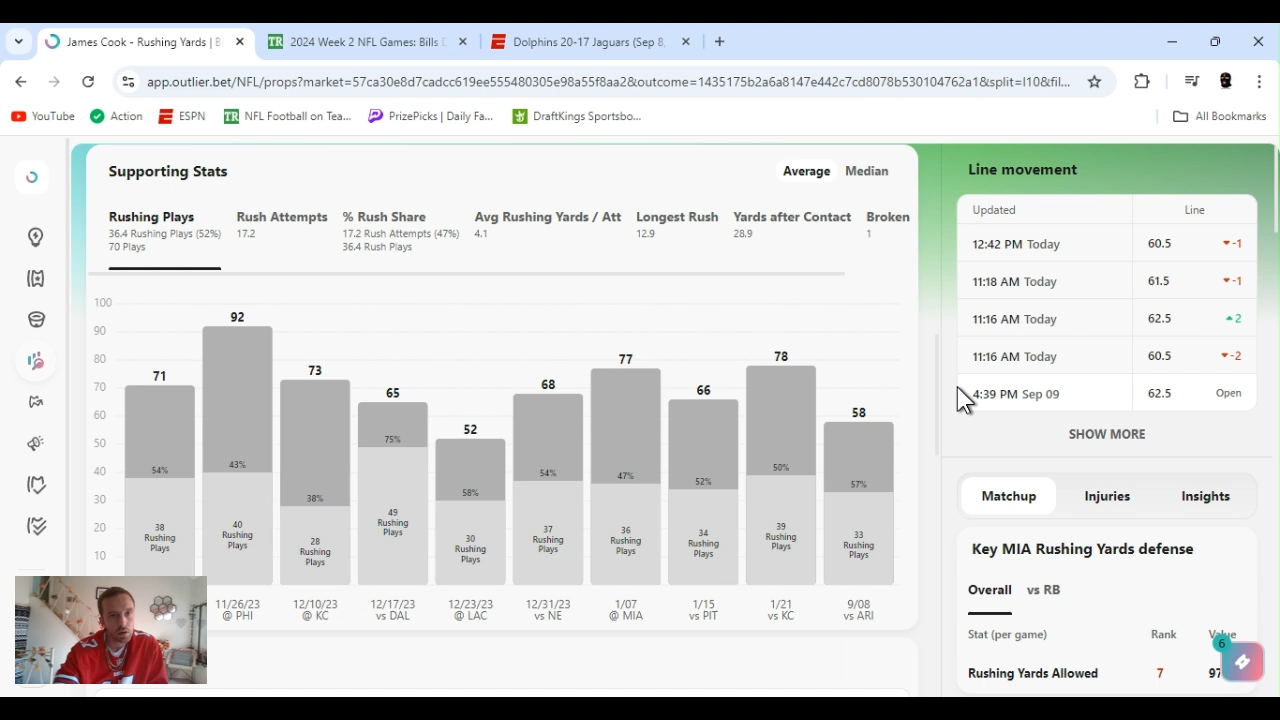 James Cook - Rushing Yards | B
2024 Week 2 NFL Games: Bills
Dolphins 20-17 Jaguars (Sep 8,
app.outlier.bet/NFL/props?market=57ca30e8d7cadcc619ee555480305e98a55f8aa2&outcome=1435175b2a6a8147e442c7cd8078b530104762a1&split=l10&fil...
YouTube Action ESPN NFL Football on Tea... PrizePicks | Daily Fa... DraftKings Sportsbo... All Bookmarks
Supporting Stats
Average Median
Rushing Plays Rush Attempts % Rush Share Avg Rushing Yards / Att Longest Rush Yards after Contact Broken
36.4 Rushing Plays (52%) 17.2 17.2 Rush Attempts (47%) 4.1 12.9 28.9 1
70 Plays 36.4 Rush Plays
100
90
80
70
60
50
40
30
20
10
71 92 73 65 52 68 77 66 78 58
54% 43% 38% 75% 58% 54% 47% 52% 50% 57%
38 Rushing Plays
40 Rushing Plays
28 Rushing Plays
49 Rushing Plays
30 Rushing Plays
37 Rushing Plays
36 Rushing Plays
34 Rushing Plays
39 Rushing Plays
33 Rushing Plays
11/26/23 12/10/23 12/17/23 12/23/23 12/31/23 1/07 1/15 1/21 9/08
@ PHI @ KC vs DAL @ LAC vs NE @ MIA vs PIT vs KC vs ARI
Line movement
Updated Line
12:42 PM Today 60.5 -1
11:18 AM Today 61.5 -1
11:16 AM Today 62.5 2
11:16 AM Today 60.5 -2
4:39 PM Sep 09 62.5 Open
SHOW MORE
Matchup Injuries Insights
Key MIA Rushing Yards defense
Overall vs RB
Stat (per game) Rank
6
Rushing Yards Allowed 7 97